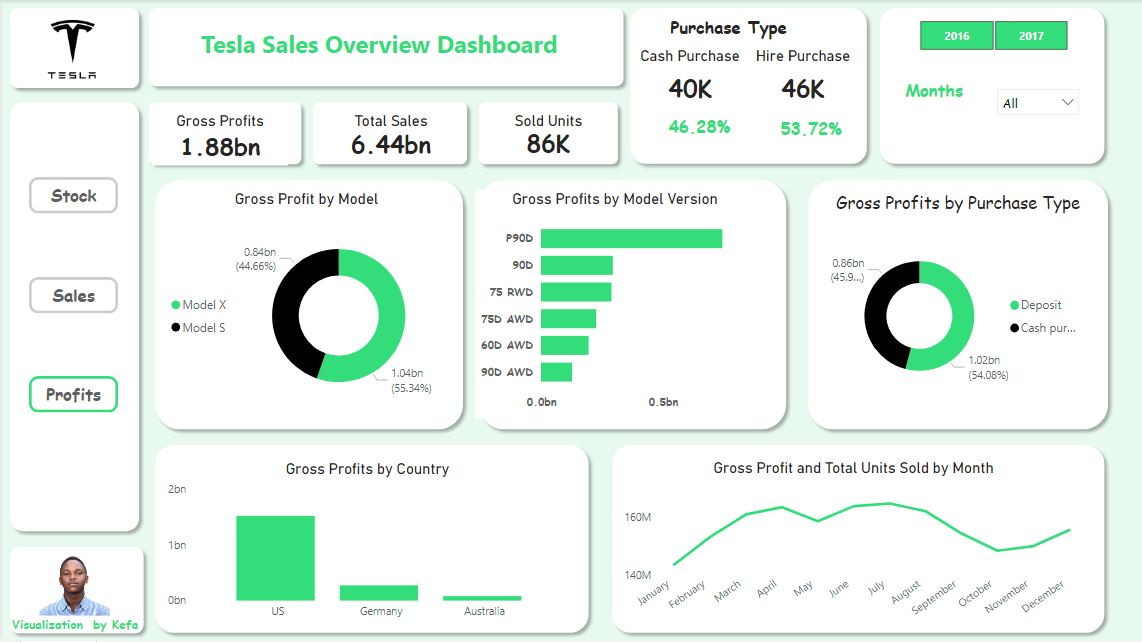 TESLA
Tesla Sales Overview Dashboard
Purchase Type
Cash Purchase
Hire Purchase
40K
46K
46.28%
53.72%
2016
2017
Months
All
Gross Profits
1.88bn
Total Sales
6.44bn
Sold Units
86K
Stock
Sales
Profits
Gross Profit by Model
0.84bn
(44.66%)
Model X
Model S
1.04bn
(55.34%)
Gross Profits by Model Version
P90D
90D
75 RWD
75D AWD
60D AWD
90D AWD
0.0bn
0.5bn
Gross Profits by Purchase Type
0.86bn
(45.9...)
Deposit
Cash pur...
1.02bn
(54.08%)
Gross Profits by Country
2bn
1bn
0bn
US
Germany
Australia
Gross Profit and Total Units Sold by Month
160M
140M
January
February
March
April
May
June
July
August
September
October
November
December
Visualization by Kefa